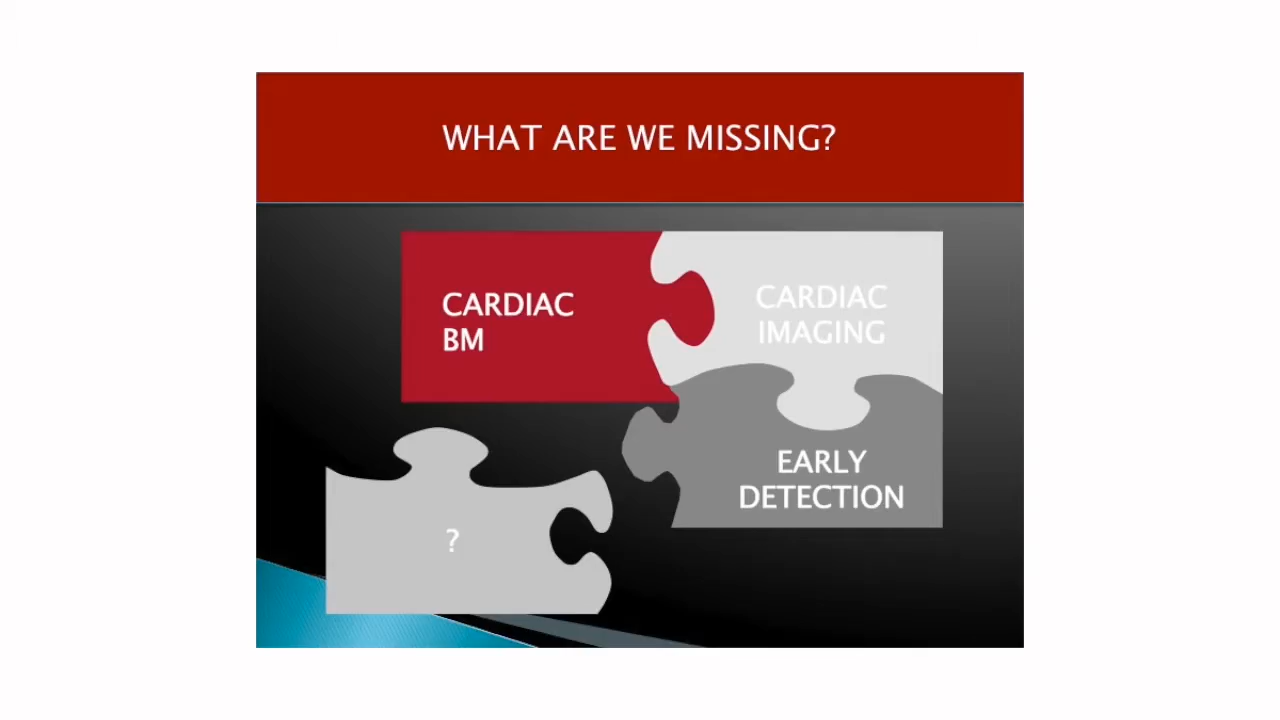 WHAT ARE WE MISSING?
CARDIAC
BM
CARDIAC
IMAGING
EARLY
DETECTION
?